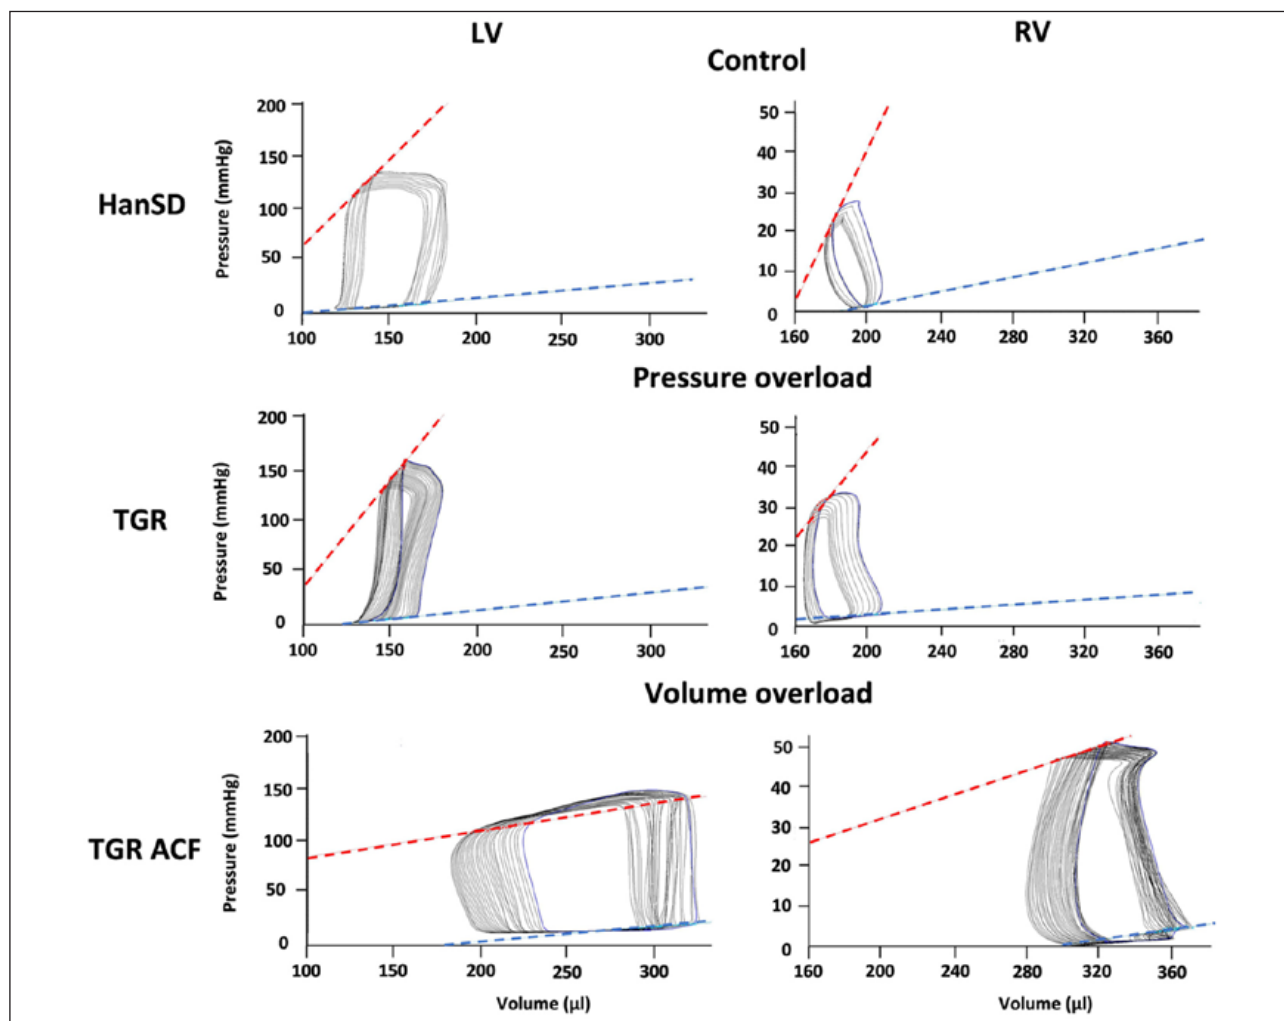 LV RV
Control
HanSD
Pressure (mmHg)
200
150
100
50
0
100 150 200 250 300
50
40
30
20
10
0
160 200 240 280 320 360
Pressure overload
TGR
Pressure (mmHg)
200
150
100
50
0
100 150 200 250 300
50
40
30
20
10
0
160 200 240 280 320 360
Volume overload
TGR ACF
Pressure (mmHg)
200
150
100
50
0
100 150 200 250 300
Volume (µl)
50
40
30
20
10
0
160 200 240 280 320 360
Volume (µl)